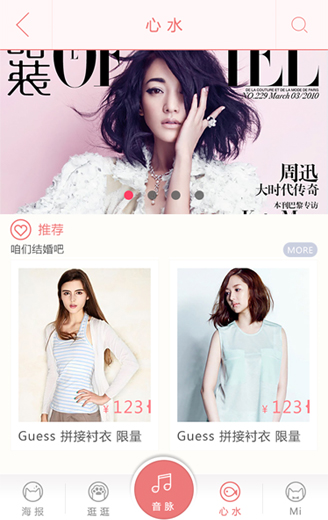 心水
装
OF IEL
DE LA COUTURE ET DE LA MODE DE PARIS
NO.229 March 03/2010
周迅
大时代传奇
本刊巴黎专访
推荐
咱们结婚吧
MORE
¥123
¥123
Guess 拼接衬衣 限量
Guess 拼接衬衣 限量
海报
逛逛
音脉
心水
Mi